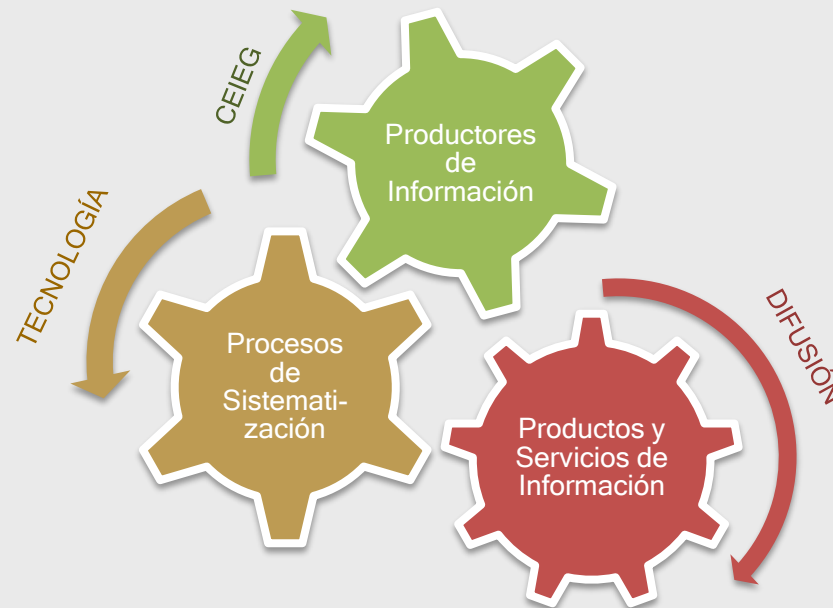 CEIEG
Productores
de
Información
TECNOLOGÍA
Procesos
de
Sistemati-
zación
DIFUSIÓN
Productos y
Servicios de
Información